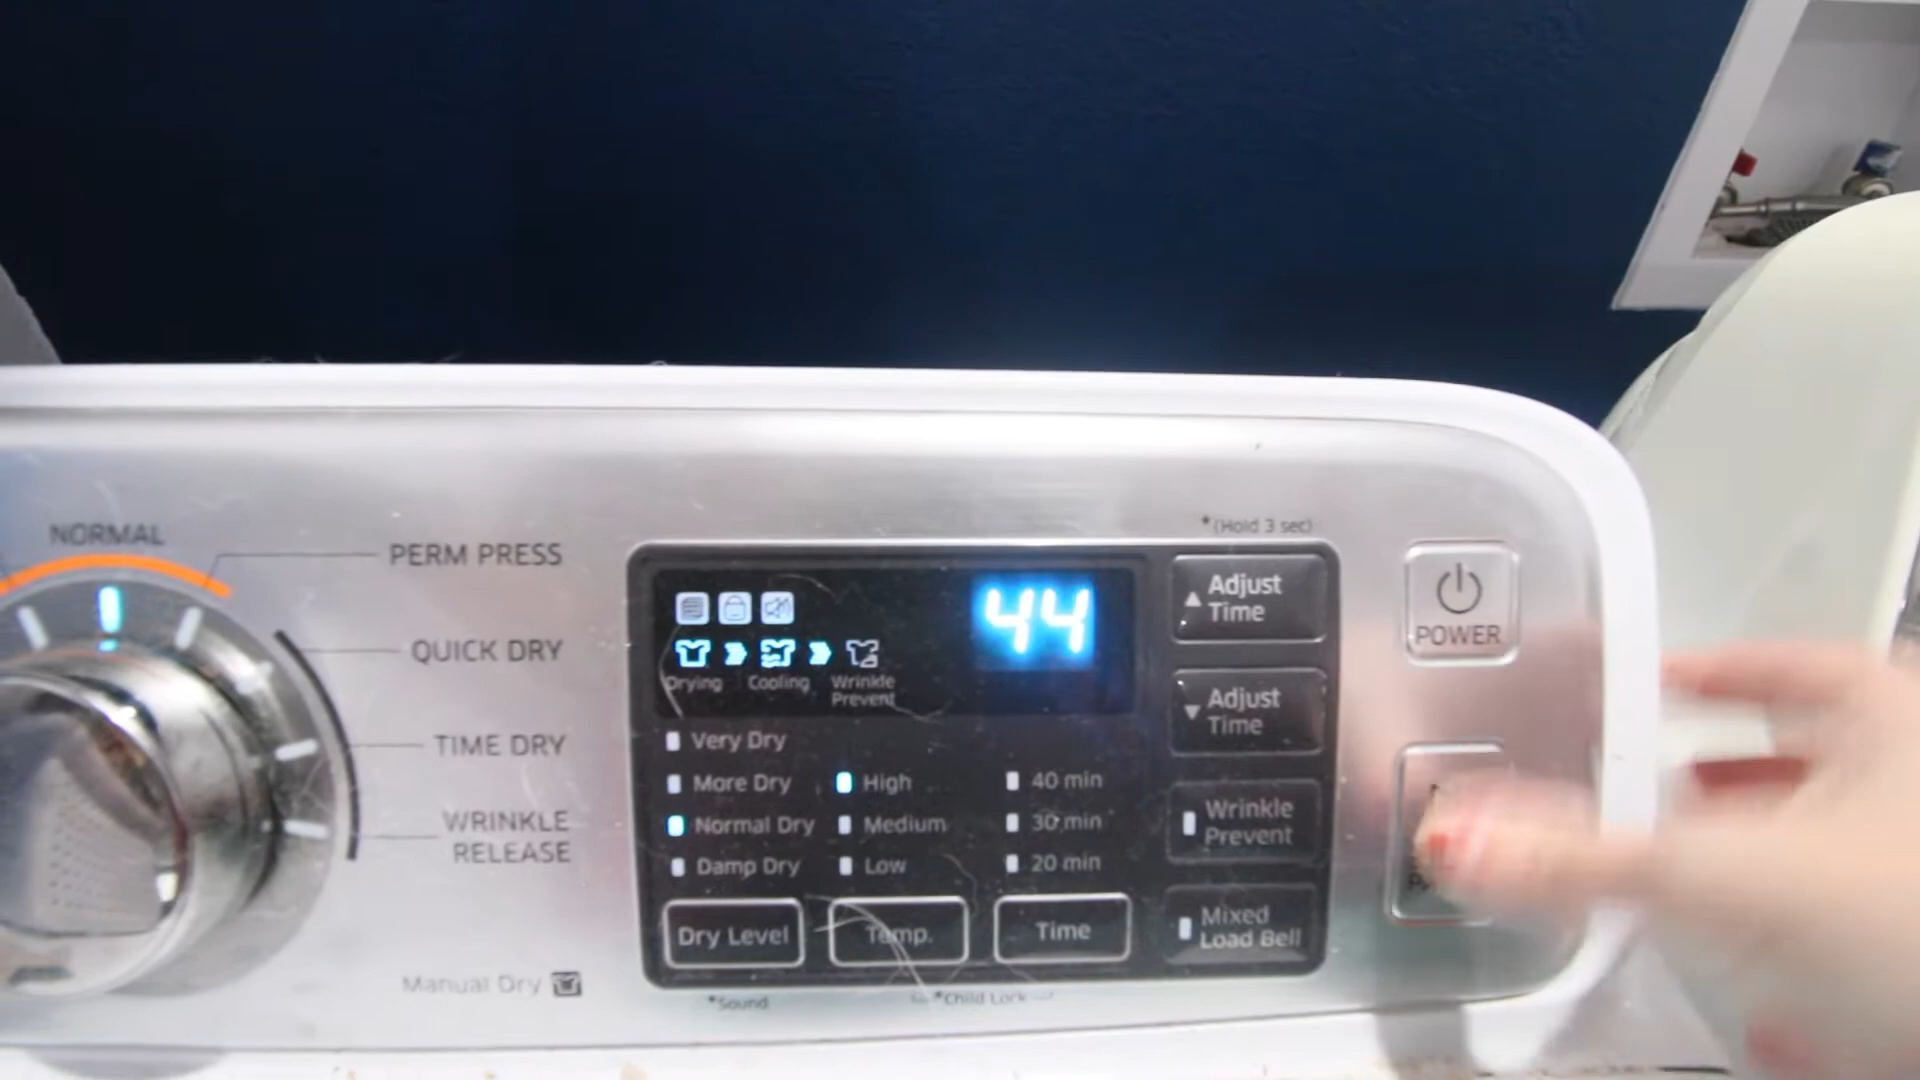 NORMAL
PERM PRESS
QUICK DRY
TIME DRY
WRINKLE
RELEASE
Manual Dry
44
Drying
Cooling
Wrinkle
Prevent
Very Dry
More Dry
Normal Dry
Damp Dry
High
Medium
Low
40 min
30 min
20 min
Dry Level
Temp.
Time
*Sound
*Child Lock
*(Hold 3 sec)
▲ Adjust
Time
▼ Adjust
Time
Wrinkle
Prevent
Mixed
Load Bell
POWER